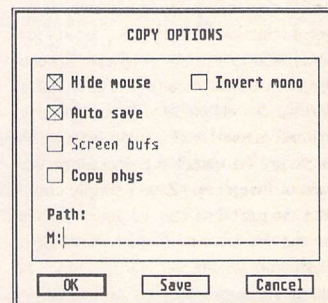 COPY OPTIONS
Hide mouse Invert mono
Auto save
Screen bufs
Copy phys
Path:
M:
OK Save Cancel